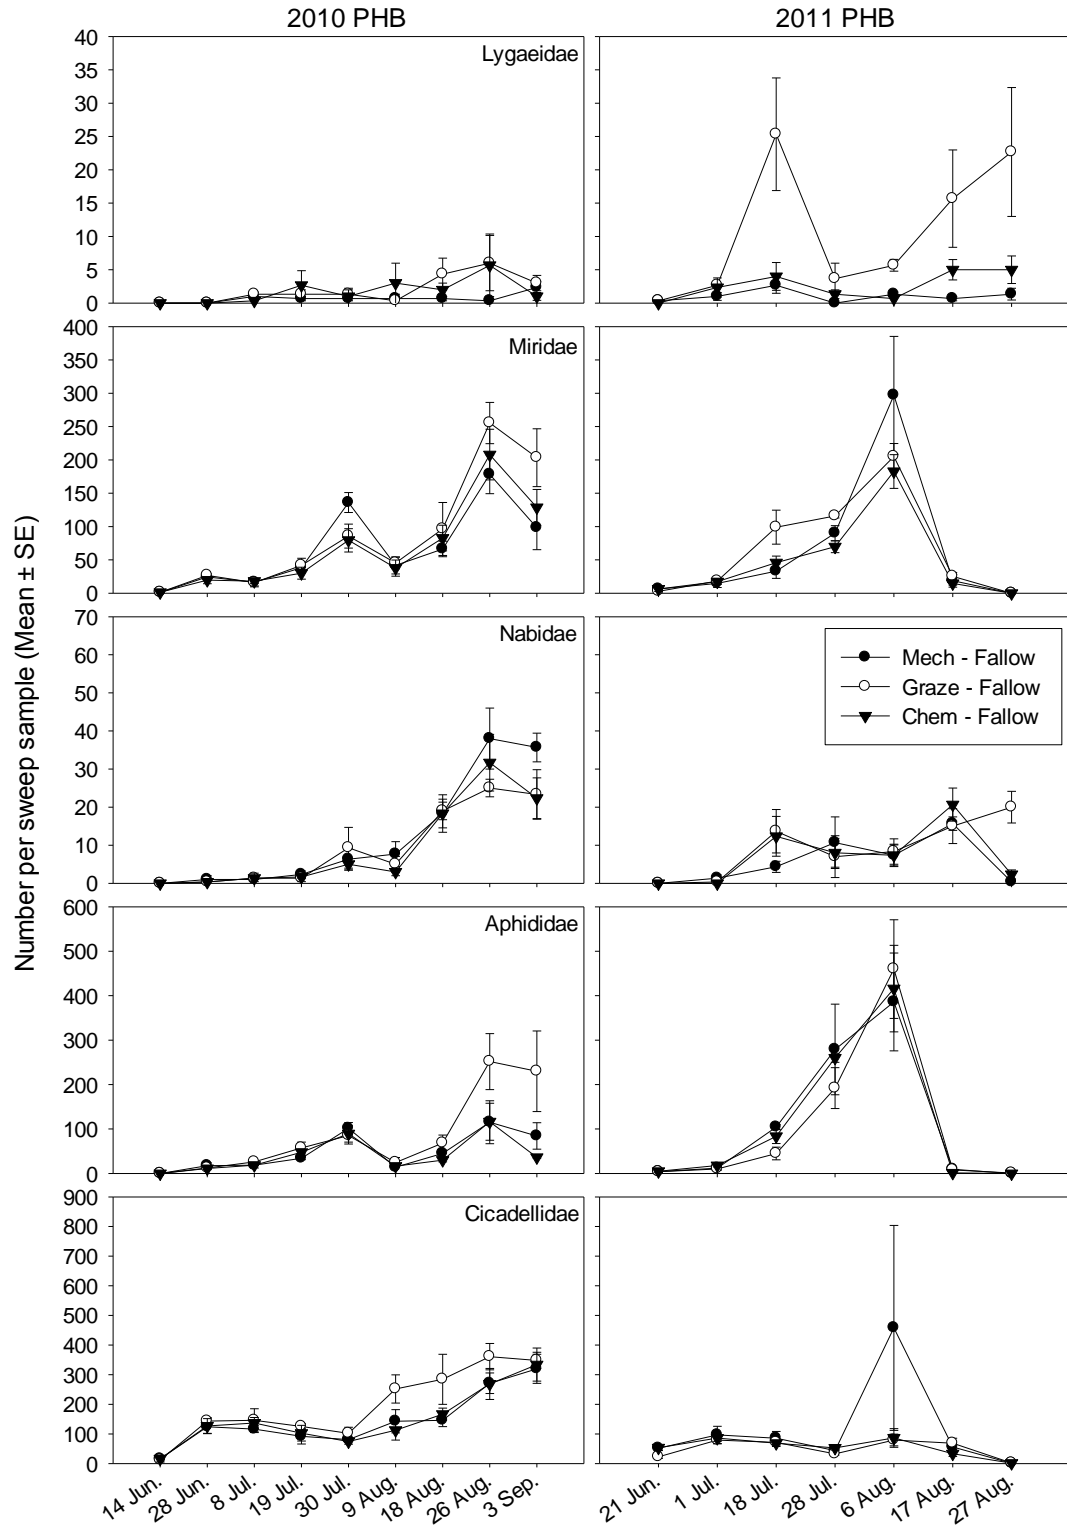 2010 PHB
2011 PHB
Number per sweep sample (Mean ± SE)
40
35
30
25
20
15
10
5
0
Lygaeidae
400
350
300
250
200
150
100
50
0
Miridae
70
60
50
40
30
20
10
0
Nabidae
Mech - Fallow
Graze - Fallow
Chem - Fallow
600
500
400
300
200
100
0
Aphididae
900
800
700
600
500
400
300
200
100
0
Cicadellidae
14 Jun.
28 Jun.
8 Jul.
19 Jul.
30 Jul.
9 Aug.
18 Aug.
26 Aug.
3 Sep.
21 Jun.
1 Jul.
18 Jul.
28 Jul.
6 Aug.
17 Aug.
27 Aug.